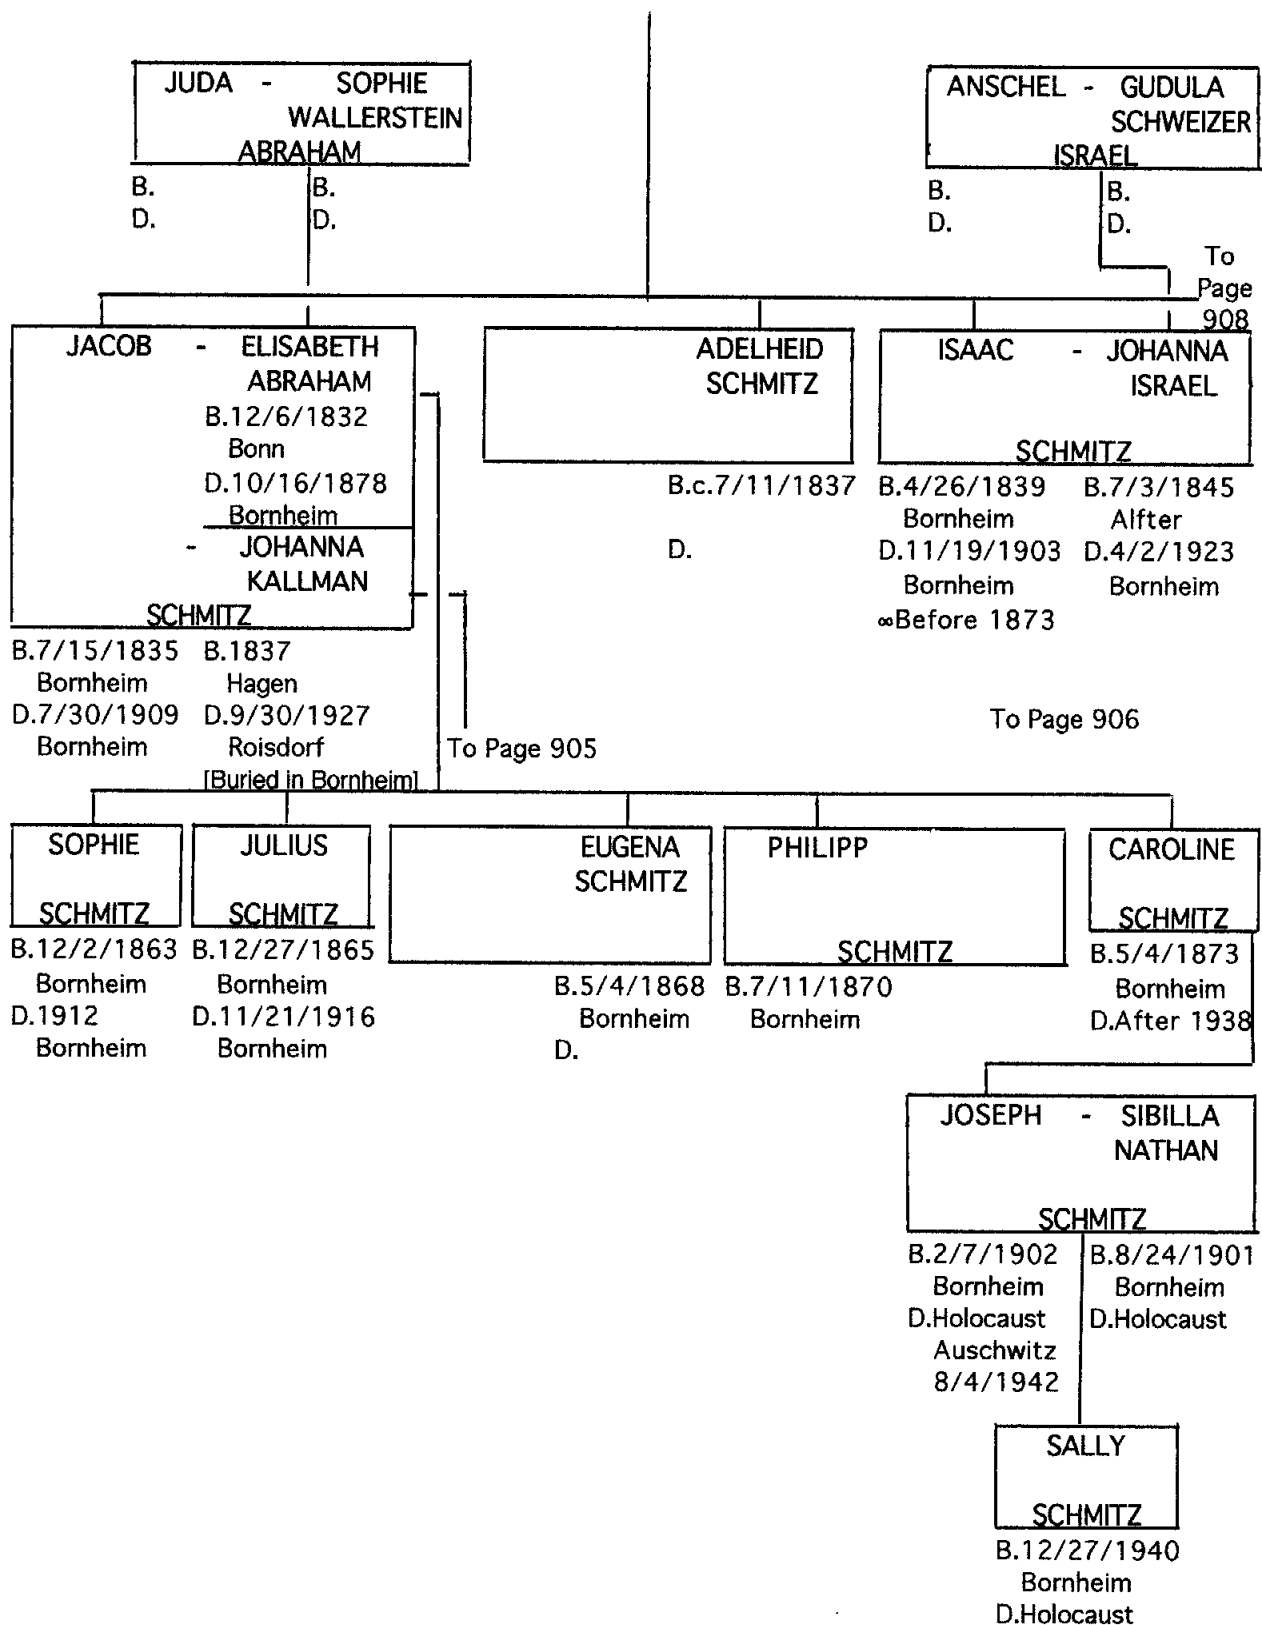 JUDA - SOPHIE
WALLERSTEIN
ABRAHAM
B. B.
D. D.
ANSCHEL - GUDULA
SCHWEIZER
ISRAEL
B. B.
D. D.
To
Page
908
JACOB - ELISABETH
ABRAHAM
B.12/6/1832
Bonn
D.10/16/1878
Bornheim
- JOHANNA
KALLMAN
SCHMITZ
B.7/15/1835 B.1837
Bornheim Hagen
D.7/30/1909 D.9/30/1927
Bornheim Roisdorf
[Buried in Bornheim]
To Page 905
ADELHEID
SCHMITZ
B.c.7/11/1837
D.
ISAAC - JOHANNA
ISRAEL
SCHMITZ
B.4/26/1839 B.7/3/1845
Bornheim Alfter
D.11/19/1903 D.4/2/1923
Bornheim Bornheim
∞Before 1873
To Page 906
SOPHIE
SCHMITZ
B.12/2/1863
Bornheim
D.1912
Bornheim
JULIUS
SCHMITZ
B.12/27/1865
Bornheim
D.11/21/1916
Bornheim
EUGENA
SCHMITZ
B.5/4/1868
Bornheim
D.
PHILIPP
SCHMITZ
B.7/11/1870
Bornheim
CAROLINE
SCHMITZ
B.5/4/1873
Bornheim
D.After 1938
JOSEPH - SIBILLA
NATHAN
SCHMITZ
B.2/7/1902 B.8/24/1901
Bornheim Bornheim
D.Holocaust D.Holocaust
Auschwitz
8/4/1942
SALLY
SCHMITZ
B.12/27/1940
Bornheim
D.Holocaust